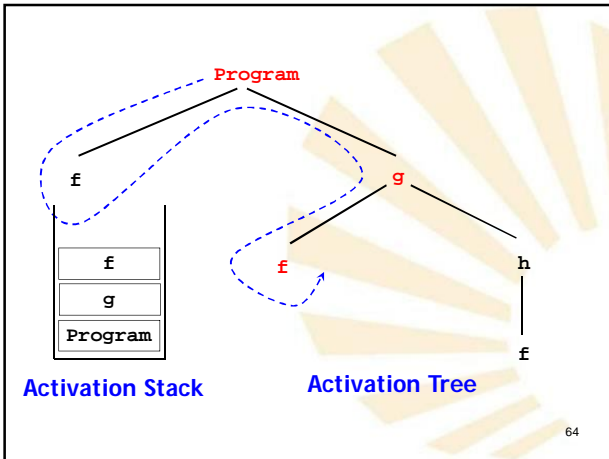 Program
f
g
f
h
f
g
Program
f
Activation Stack
Activation Tree
64